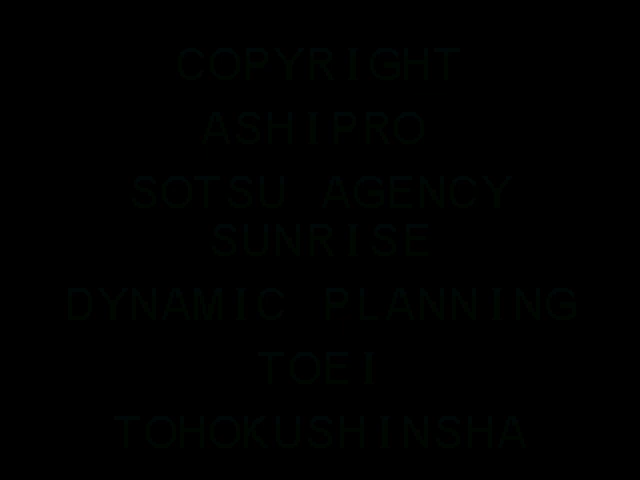 COPYRIGHT
ASHIPRO
SOTSU AGENCY
SUNRISE
DYNAMIC PLANNING
TOEI
TOHOKUSHINSHA